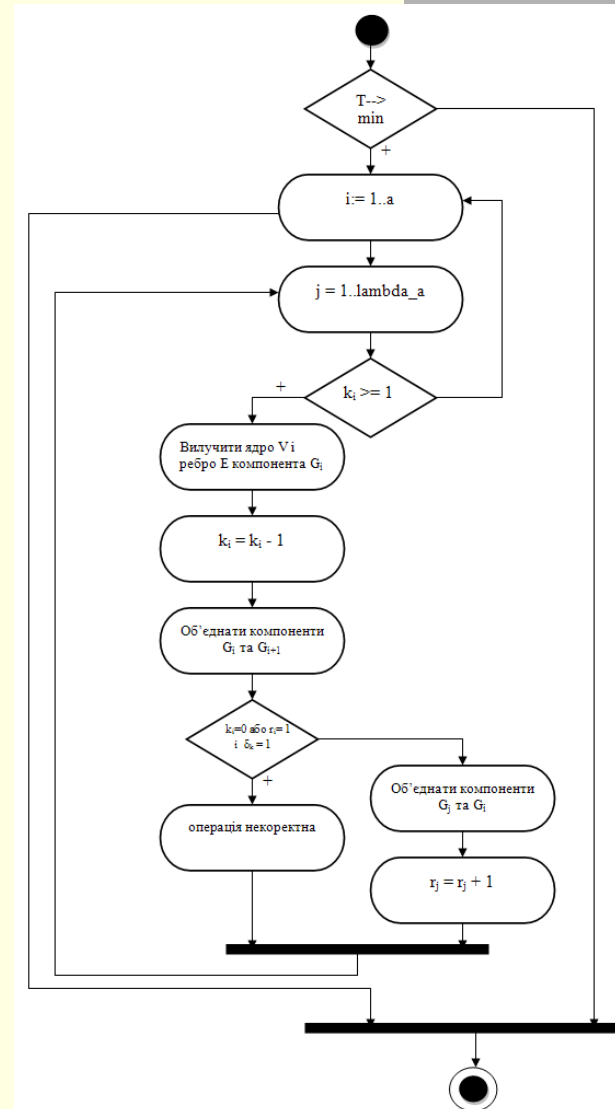 T-->
min
+
i:= 1..a
j = 1..lambda_a
kᵢ >= 1
+
Вилучити ядро V і
ребро E компонента Gᵢ
kᵢ = kᵢ - 1
Об’єднати компоненти
Gᵢ та Gᵢ₊₁
kᵢ=0 або rᵢ= 1
і δₖ = 1
+
Об’єднати компоненти
Gⱼ та Gᵢ
операція некоректна
rⱼ = rⱼ + 1